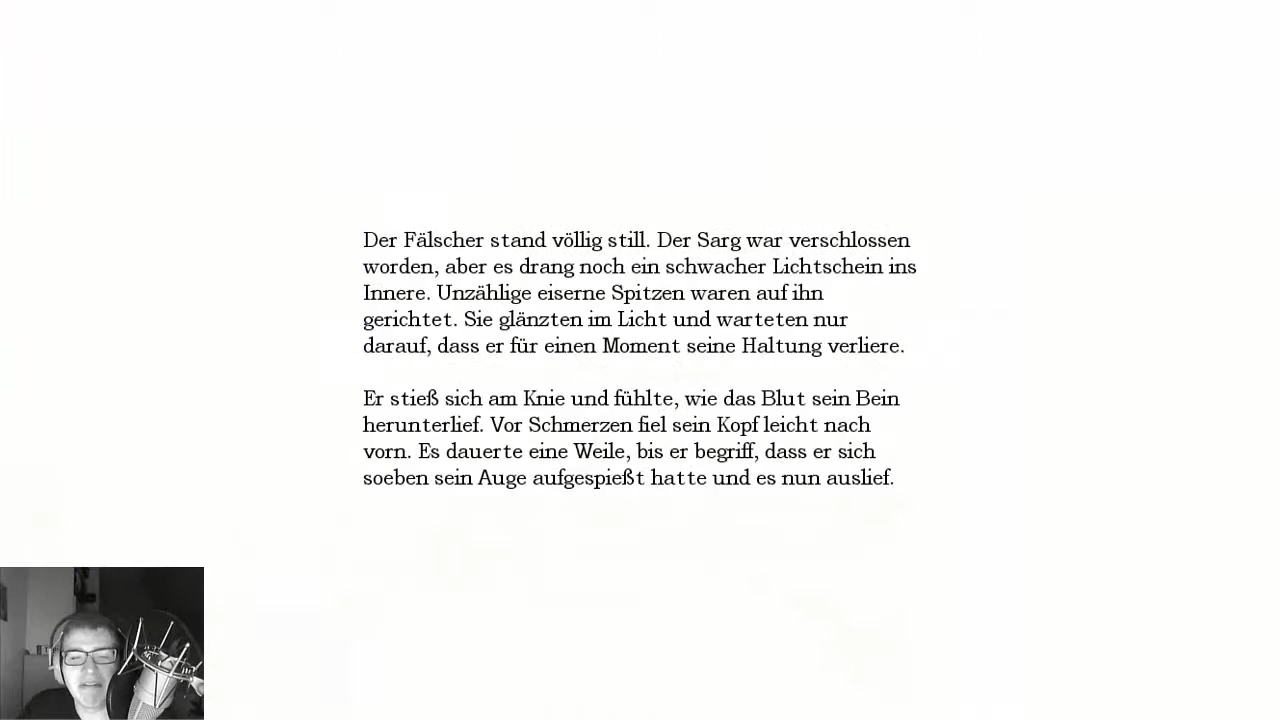 Der Fälscher stand völlig still. Der Sarg war verschlossen
worden, aber es drang noch ein schwacher Lichtschein ins
Innere. Unzählige eiserne Spitzen waren auf ihn
gerichtet. Sie glänzten im Licht und warteten nur
darauf, dass er für einen Moment seine Haltung verliere.
Er stieß sich am Knie und fühlte, wie das Blut sein Bein
herunterlief. Vor Schmerzen fiel sein Kopf leicht nach
vorn. Es dauerte eine Weile, bis er begriff, dass er sich
soeben sein Auge aufgespießt hatte und es nun auslief.